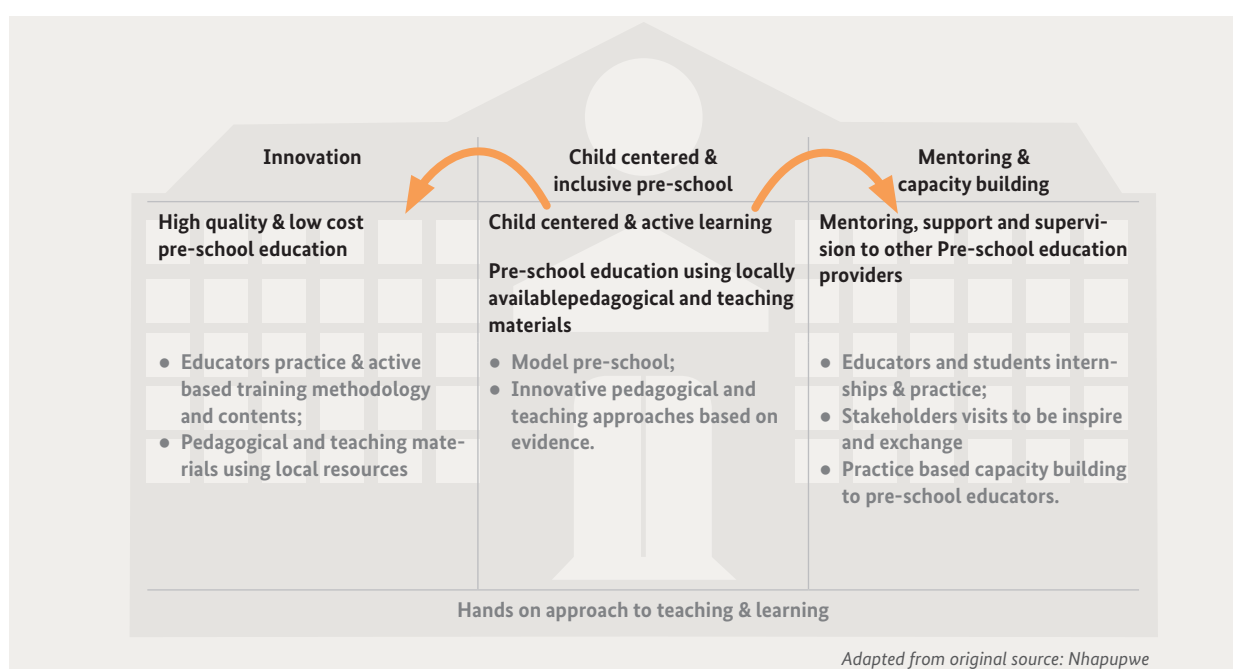 Innovation
Child centered &
inclusive pre-school
Mentoring &
capacity building
High quality & low cost
pre-school education
● Educators practice & active
based training methodology
and contents;
● Pedagogical and teaching mate-
rials using local resources
Child centered & active learning
Pre-school education using locally
availablepedagogical and teaching
materials
● Model pre-school;
● Innovative pedagogical and
teaching approaches based on
evidence.
Mentoring, support and supervi-
sion to other Pre-school education
providers
● Educators and students intern-
ships & practice;
● Stakeholders visits to be inspire
and exchange
● Practice based capacity building
to pre-school educators.
Hands on approach to teaching & learning
Adapted from original source: Nhapupwe